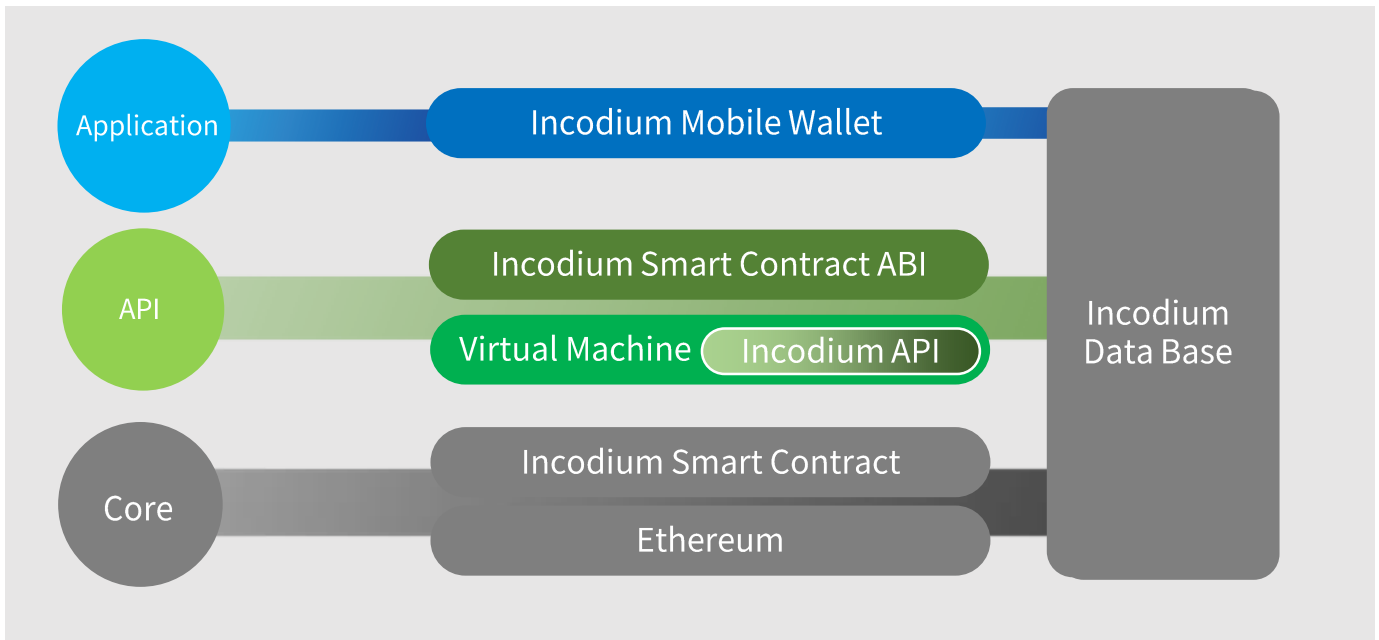 Application
Incodium Mobile Wallet
API
Incodium Smart Contract ABI
Virtual Machine
Incodium API
Core
Incodium Smart Contract
Ethereum
Incodium
Data Base